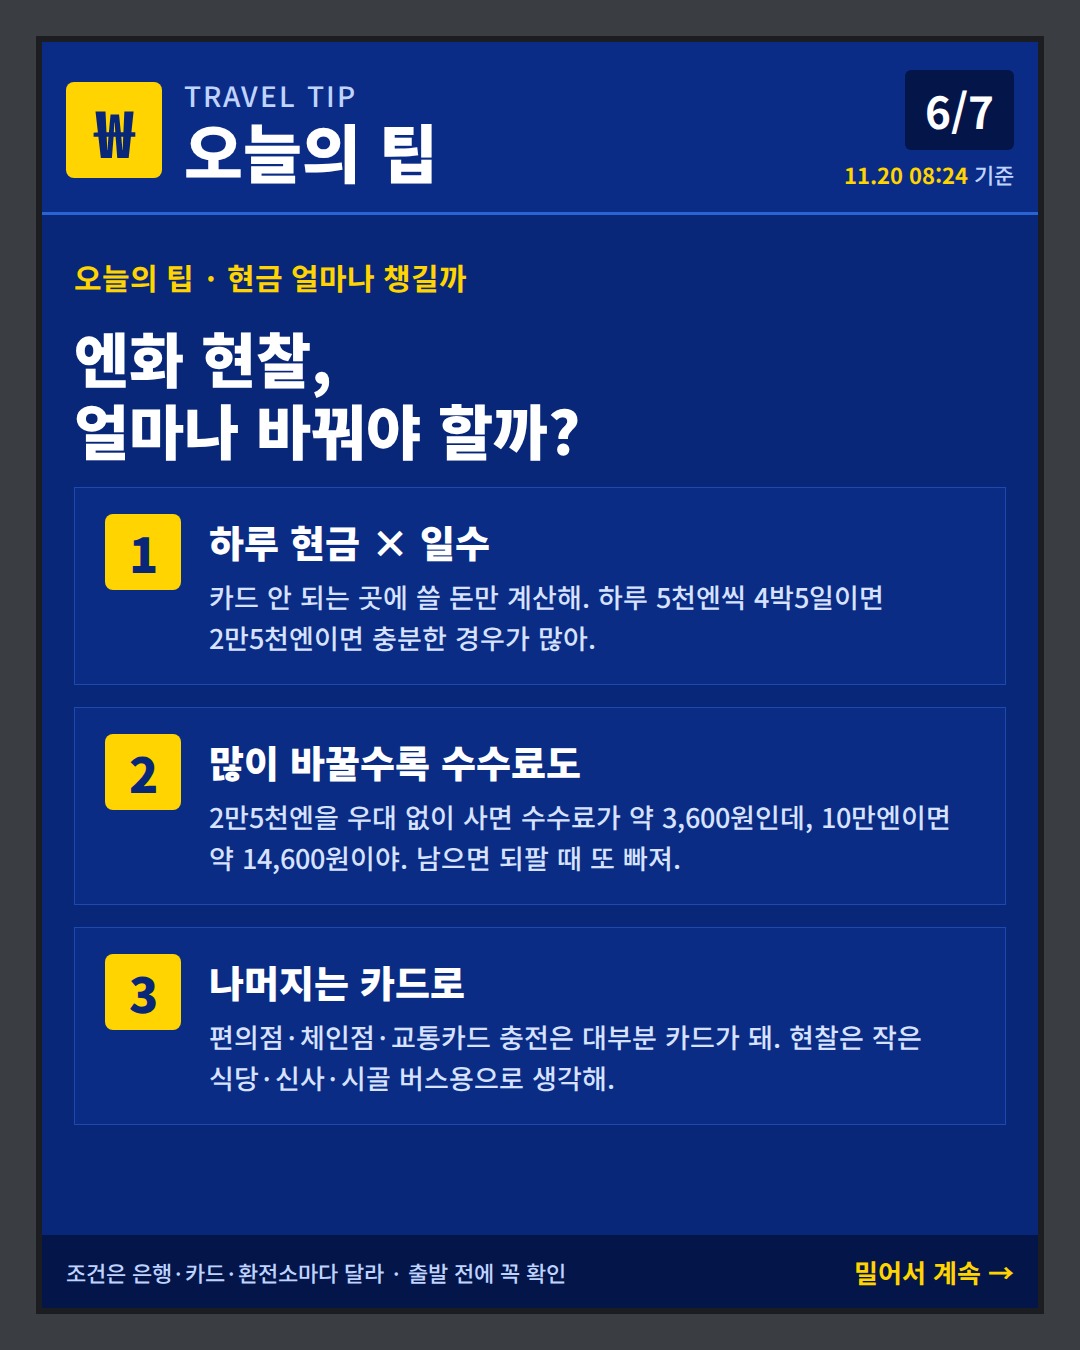 ₩
TRAVEL TIP
오늘의 팁
6/7
11.20 08:24 기준
오늘의 팁 · 현금 얼마나 챙길까
엔화 현찰,
얼마나 바꿔야 할까?
1
하루 현금 × 일수
카드 안 되는 곳에 쓸 돈만 계산해. 하루 5천엔씩 4박5일이면
2만5천엔이면 충분한 경우가 많아.
2
많이 바꿀수록 수수료도
2만5천엔을 우대 없이 사면 수수료가 약 3,600원인데, 10만엔이면
약 14,600원이야. 남으면 되팔 때 또 빠져.
3
나머지는 카드로
편의점·체인점·교통카드 충전은 대부분 카드가 돼. 현찰은 작은
식당·신사·시골 버스용으로 생각해.
조건은 은행·카드·환전소마다 달라 · 출발 전에 꼭 확인
밀어서 계속 →